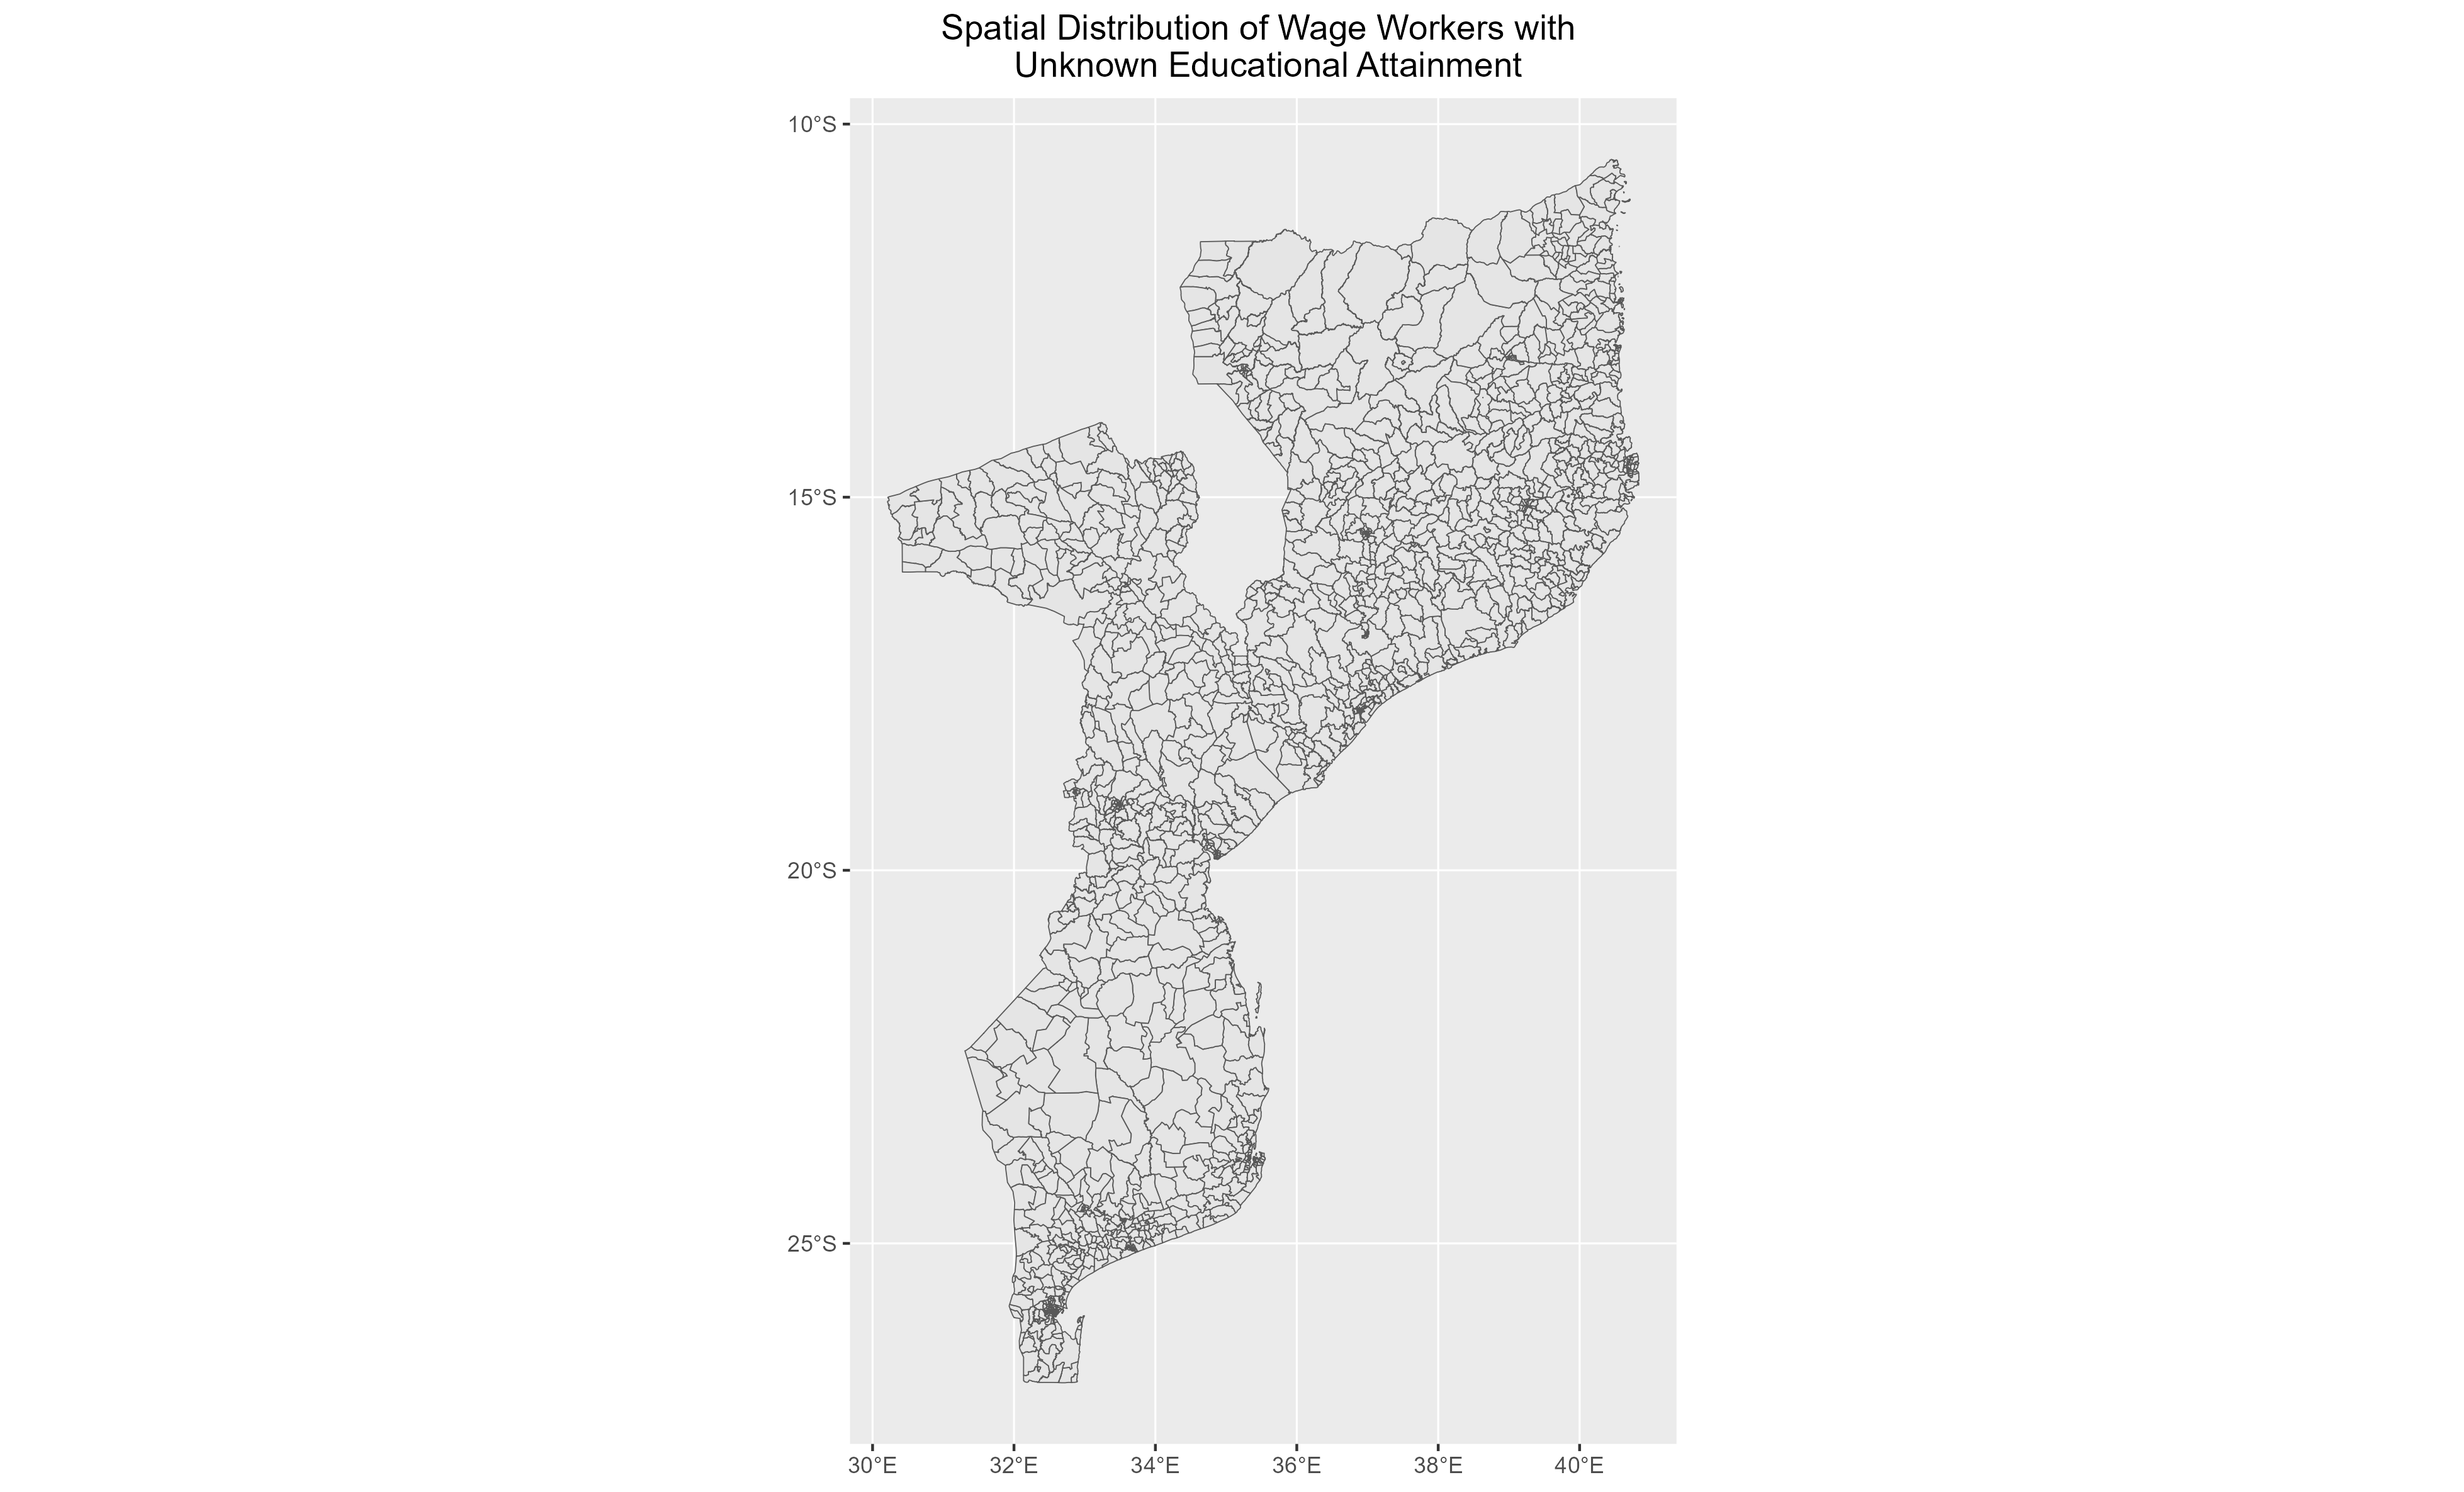 Spatial Distribution of Wage Workers with
Unknown Educational Attainment
10°S
15°S
20°S
25°S
30°E 32°E 34°E 36°E 38°E 40°E